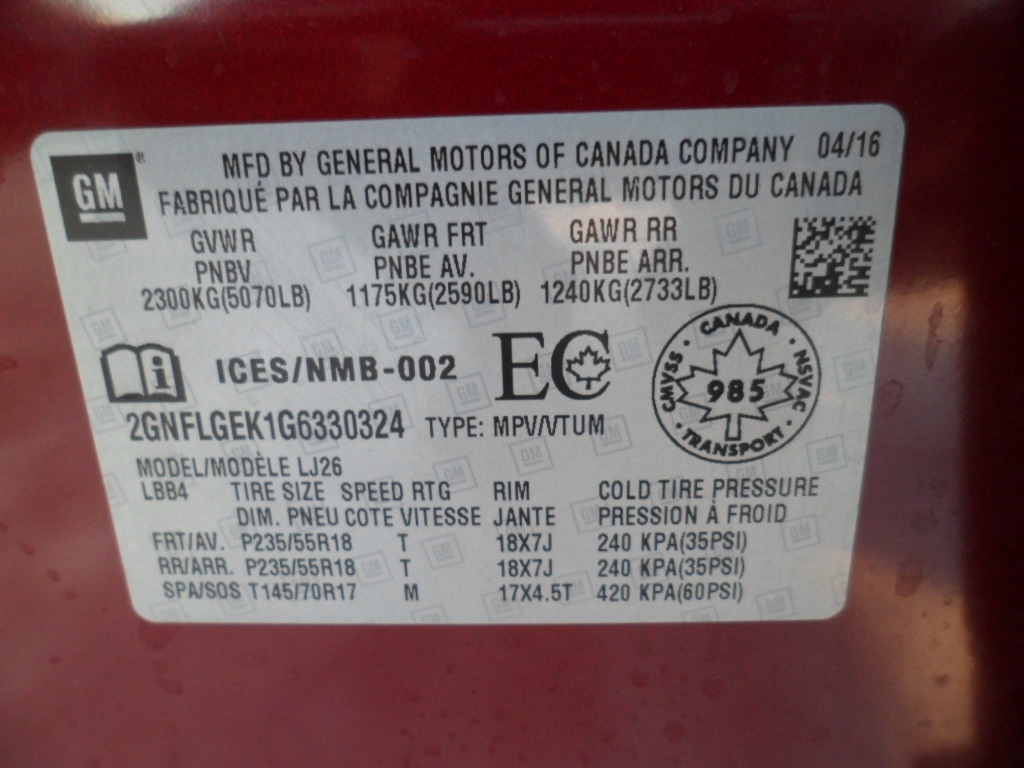 GM ®
MFD BY GENERAL MOTORS OF CANADA COMPANY 04/16
FABRIQUÉ PAR LA COMPAGNIE GENERAL MOTORS DU CANADA
GVWR GAWR FRT GAWR RR
PNBV PNBE AV. PNBE ARR.
2300KG(5070LB) 1175KG(2590LB) 1240KG(2733LB)
i ICES/NMB-002 EC
CANADA
CMVSS 985 NSVAC
· TRANSPORT ·
2GNFLGEK1G6330324 TYPE: MPV/VTUM
MODEL/MODÈLE LJ26
LBB4 TIRE SIZE SPEED RTG RIM COLD TIRE PRESSURE
DIM. PNEU COTE VITESSE JANTE PRESSION À FROID
FRT/AV. P235/55R18 T 18X7J 240 KPA(35PSI)
RR/ARR. P235/55R18 T 18X7J 240 KPA(35PSI)
SPA/SOS T145/70R17 M 17X4.5T 420 KPA(60PSI)